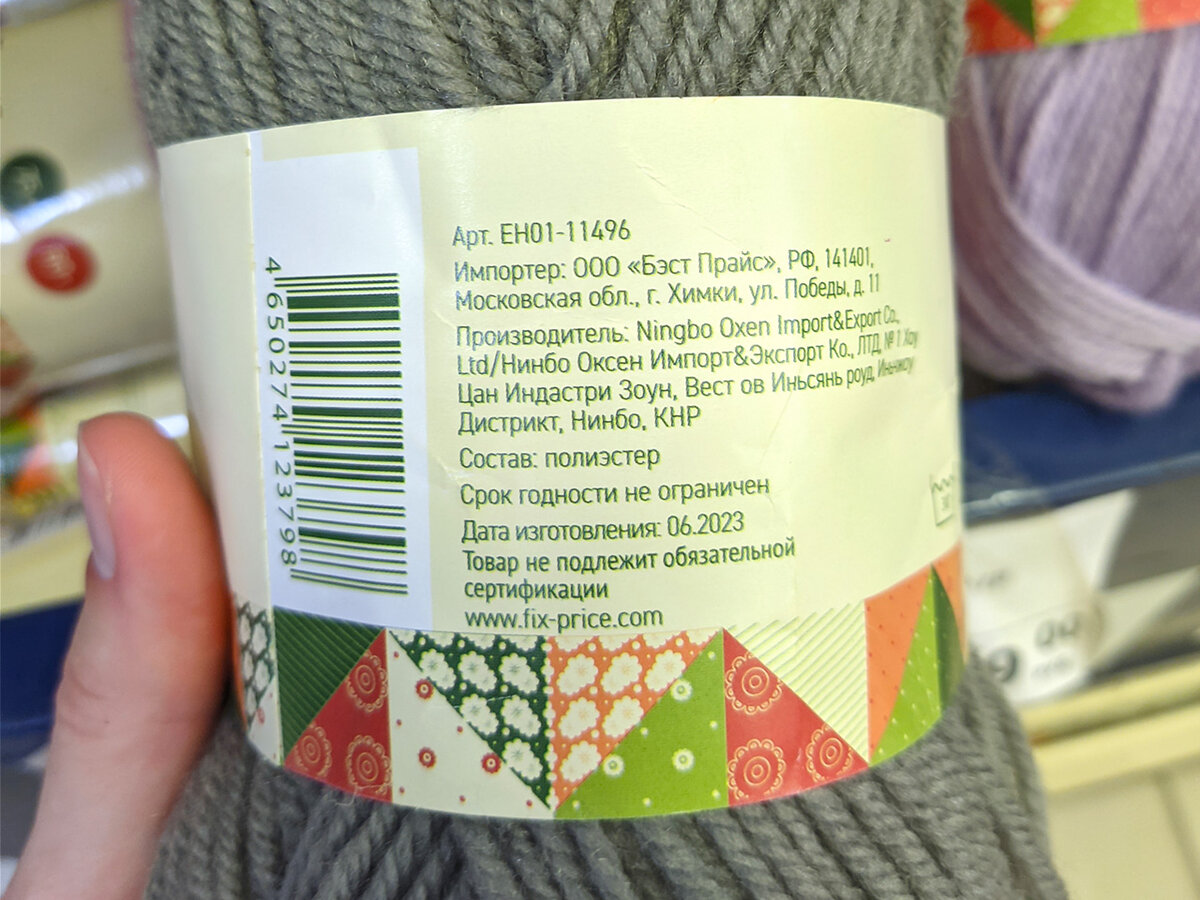 Арт. EH01-11496
Импортер: ООО «Бэст Прайс», РФ, 141401,
Московская обл., г. Химки, ул. Победы, д. 11
Производитель: Ningbo Oxen Import&Export Co.,
Ltd/Нинбо Оксен Импорт&Экспорт Ко., ЛТД, № 1 Хоу
Цан Индастри Зоун, Вест ов Иньсянь роуд, Иньчжоу
Дистрикт, Нинбо, КНР
Состав: полиэстер
Срок годности не ограничен
Дата изготовления: 06.2023
Товар не подлежит обязательной
сертификации
www.fix-price.com
4650274123798